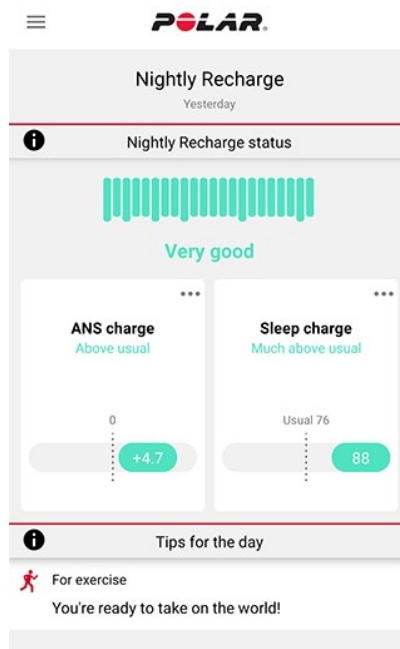 POLAR
Nightly Recharge
Yesterday
Nightly Recharge status
Very good
ANS charge
Above usual
0
+4.7
Sleep charge
Much above usual
Usual 76
88
Tips for the day
For exercise
You're ready to take on the world!